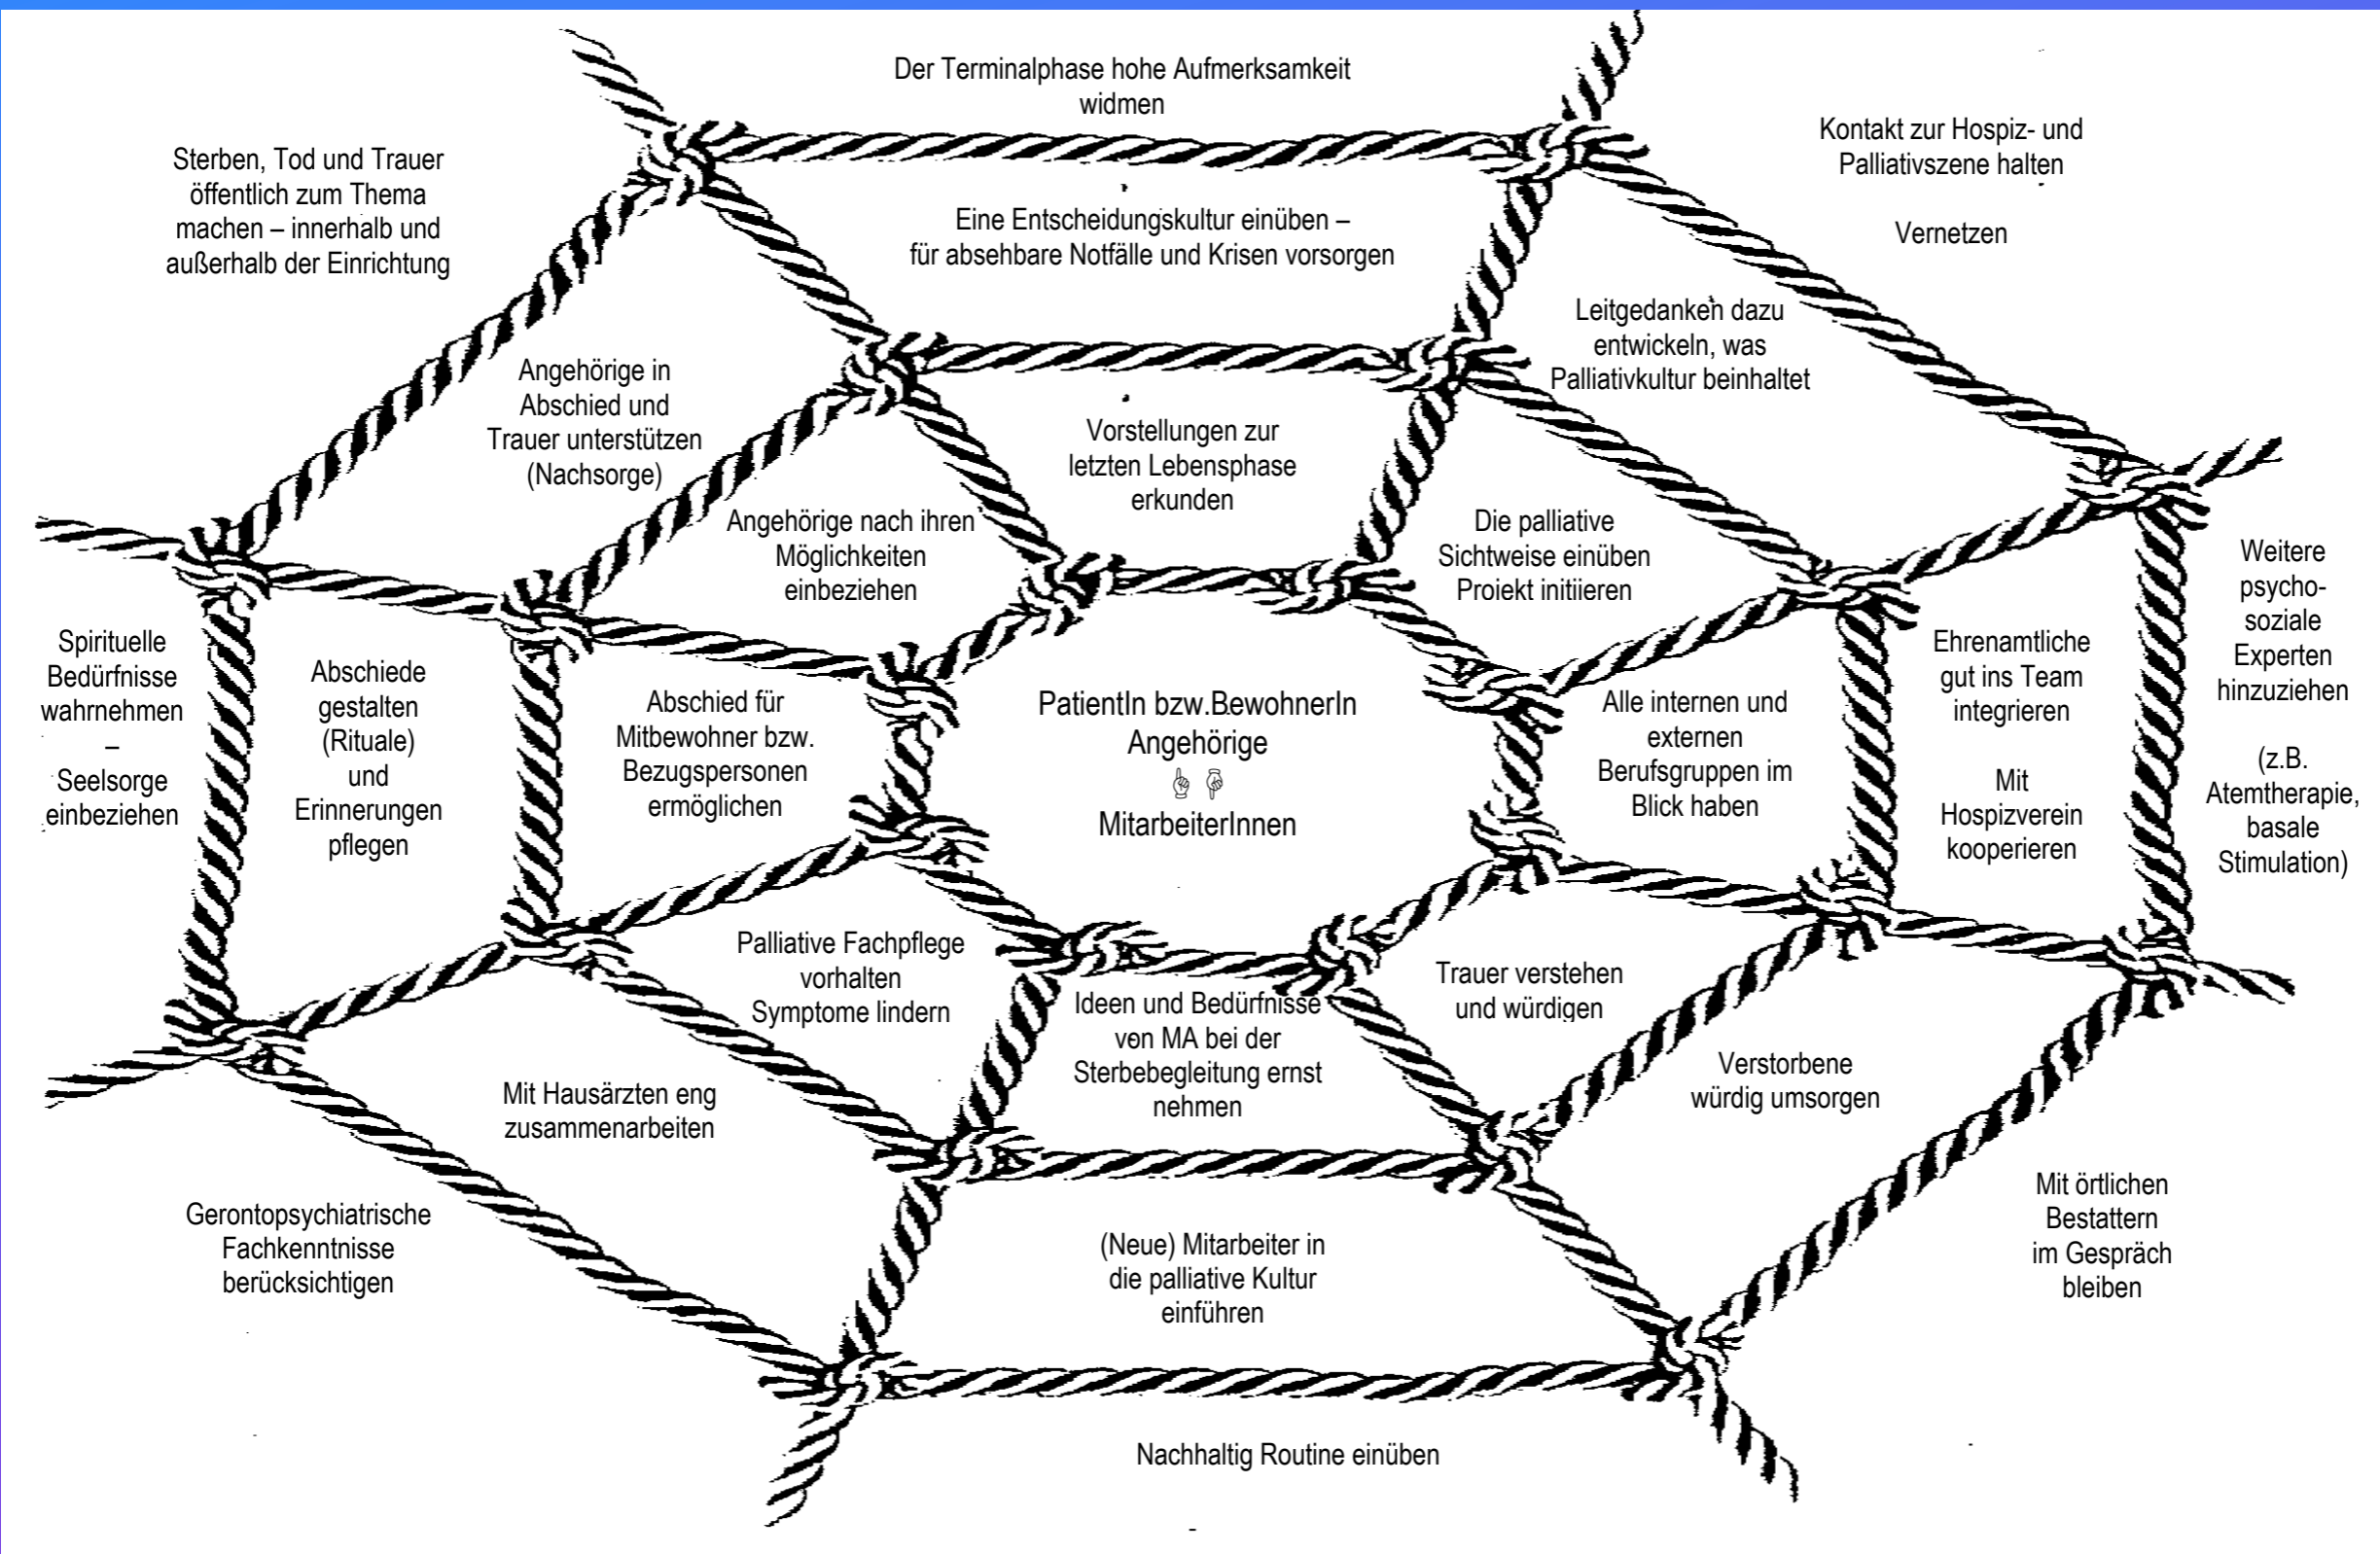 Der Terminalphase hohe Aufmerksamkeit
widmen
Sterben, Tod und Trauer
öffentlich zum Thema
machen – innerhalb und
außerhalb der Einrichtung
Kontakt zur Hospiz- und
Palliativszene halten
Vernetzen
Eine Entscheidungskultur einüben –
für absehbare Notfälle und Krisen vorsorgen
Leitgedanken dazu
entwickeln, was
Palliativkultur beinhaltet
Angehörige in
Abschied und
Trauer unterstützen
(Nachsorge)
Vorstellungen zur
letzten Lebensphase
erkunden
Angehörige nach ihren
Möglichkeiten
einbeziehen
Die palliative
Sichtweise einüben
Proiekt initiieren
Weitere
psycho-
soziale
Experten
hinzuziehen
(z.B.
Atemtherapie,
basale
Stimulation)
Spirituelle
Bedürfnisse
wahrnehmen
–
Seelsorge
einbeziehen
Abschiede
gestalten
(Rituale)
und
Erinnerungen
pflegen
Abschied für
Mitbewohner bzw.
Bezugspersonen
ermöglichen
PatientIn bzw.BewohnerIn
Angehörige
☝ ☟
MitarbeiterInnen
Alle internen und
externen
Berufsgruppen im
Blick haben
Ehrenamtliche
gut ins Team
integrieren
Mit
Hospizverein
kooperieren
Palliative Fachpflege
vorhalten
Symptome lindern
Ideen und Bedürfnisse
von MA bei der
Sterbebegleitung ernst
nehmen
Trauer verstehen
und würdigen
Verstorbene
würdig umsorgen
Mit Hausärzten eng
zusammenarbeiten
Gerontopsychiatrische
Fachkenntnisse
berücksichtigen
(Neue) Mitarbeiter in
die palliative Kultur
einführen
Mit örtlichen
Bestattern
im Gespräch
bleiben
Nachhaltig Routine einüben